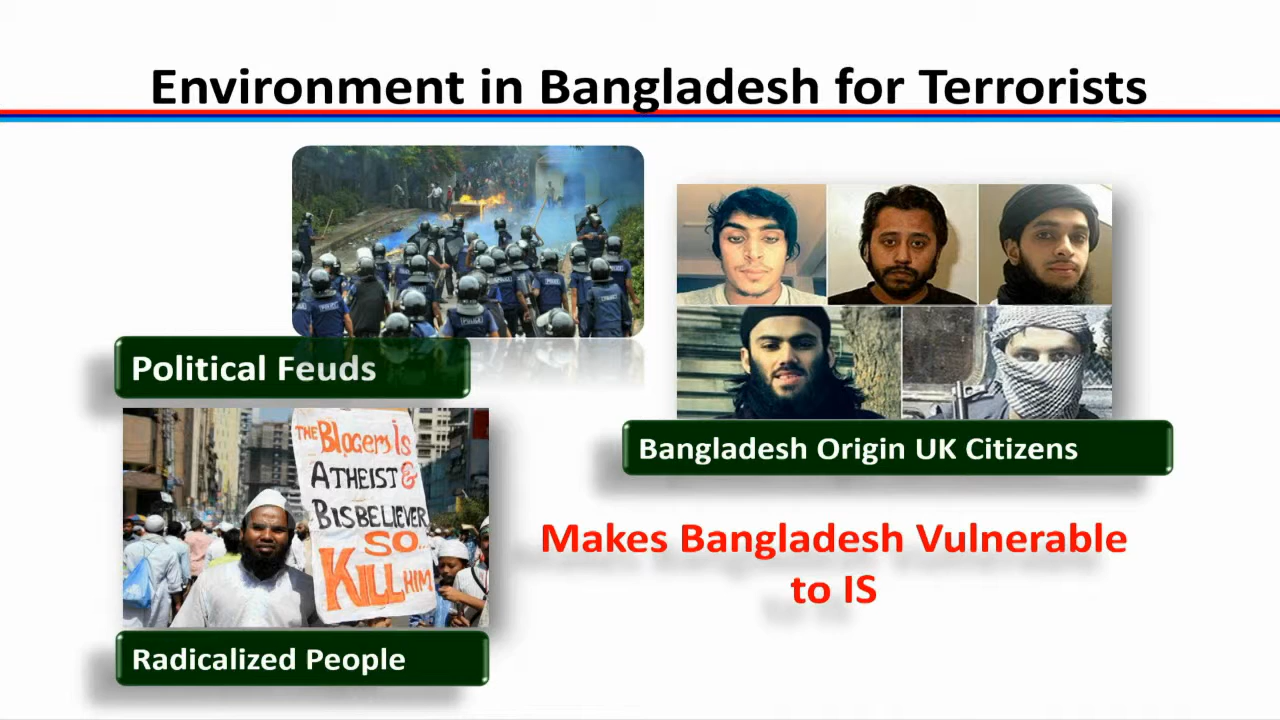 Environment in Bangladesh for Terrorists
POLICE
Political Feuds
THE Blogers is
ATHEIST &
BISBELIEVER
SO..
KILL HIM
Radicalized People
Bangladesh Origin UK Citizens
Makes Bangladesh Vulnerable
to IS